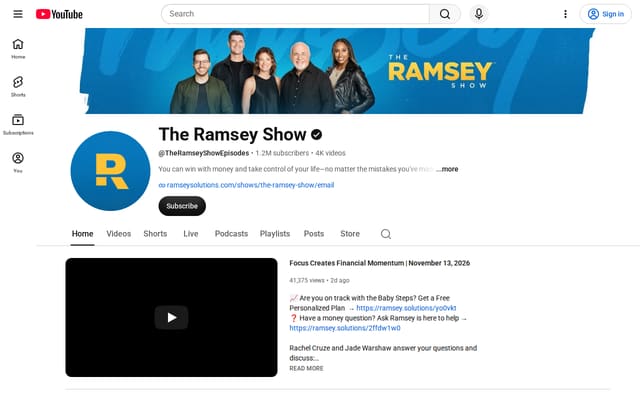 YouTube
Search
Sign in
Home
Shorts
Subscriptions
You
THE
RAMSEY
SHOW
R
The Ramsey Show
@TheRamseyShowEpisodes • 1.2M subscribers • 4K videos
You can win with money and take control of your life—no matter the mistakes you've ...more
ramseysolutions.com/shows/the-ramsey-show/email
Subscribe
Home Videos Shorts Live Podcasts Playlists Posts Store
Focus Creates Financial Momentum | November 13, 2026
41,375 views • 2d ago
📈 Are you on track with the Baby Steps? Get a Free
Personalized Plan → https://ramsey.solutions/yo0vkt
❓ Have a money question? Ask Ramsey is here to help →
https://ramsey.solutions/2ffdw1w0
Rachel Cruze and Jade Warshaw answer your questions and
discuss:...
READ MORE